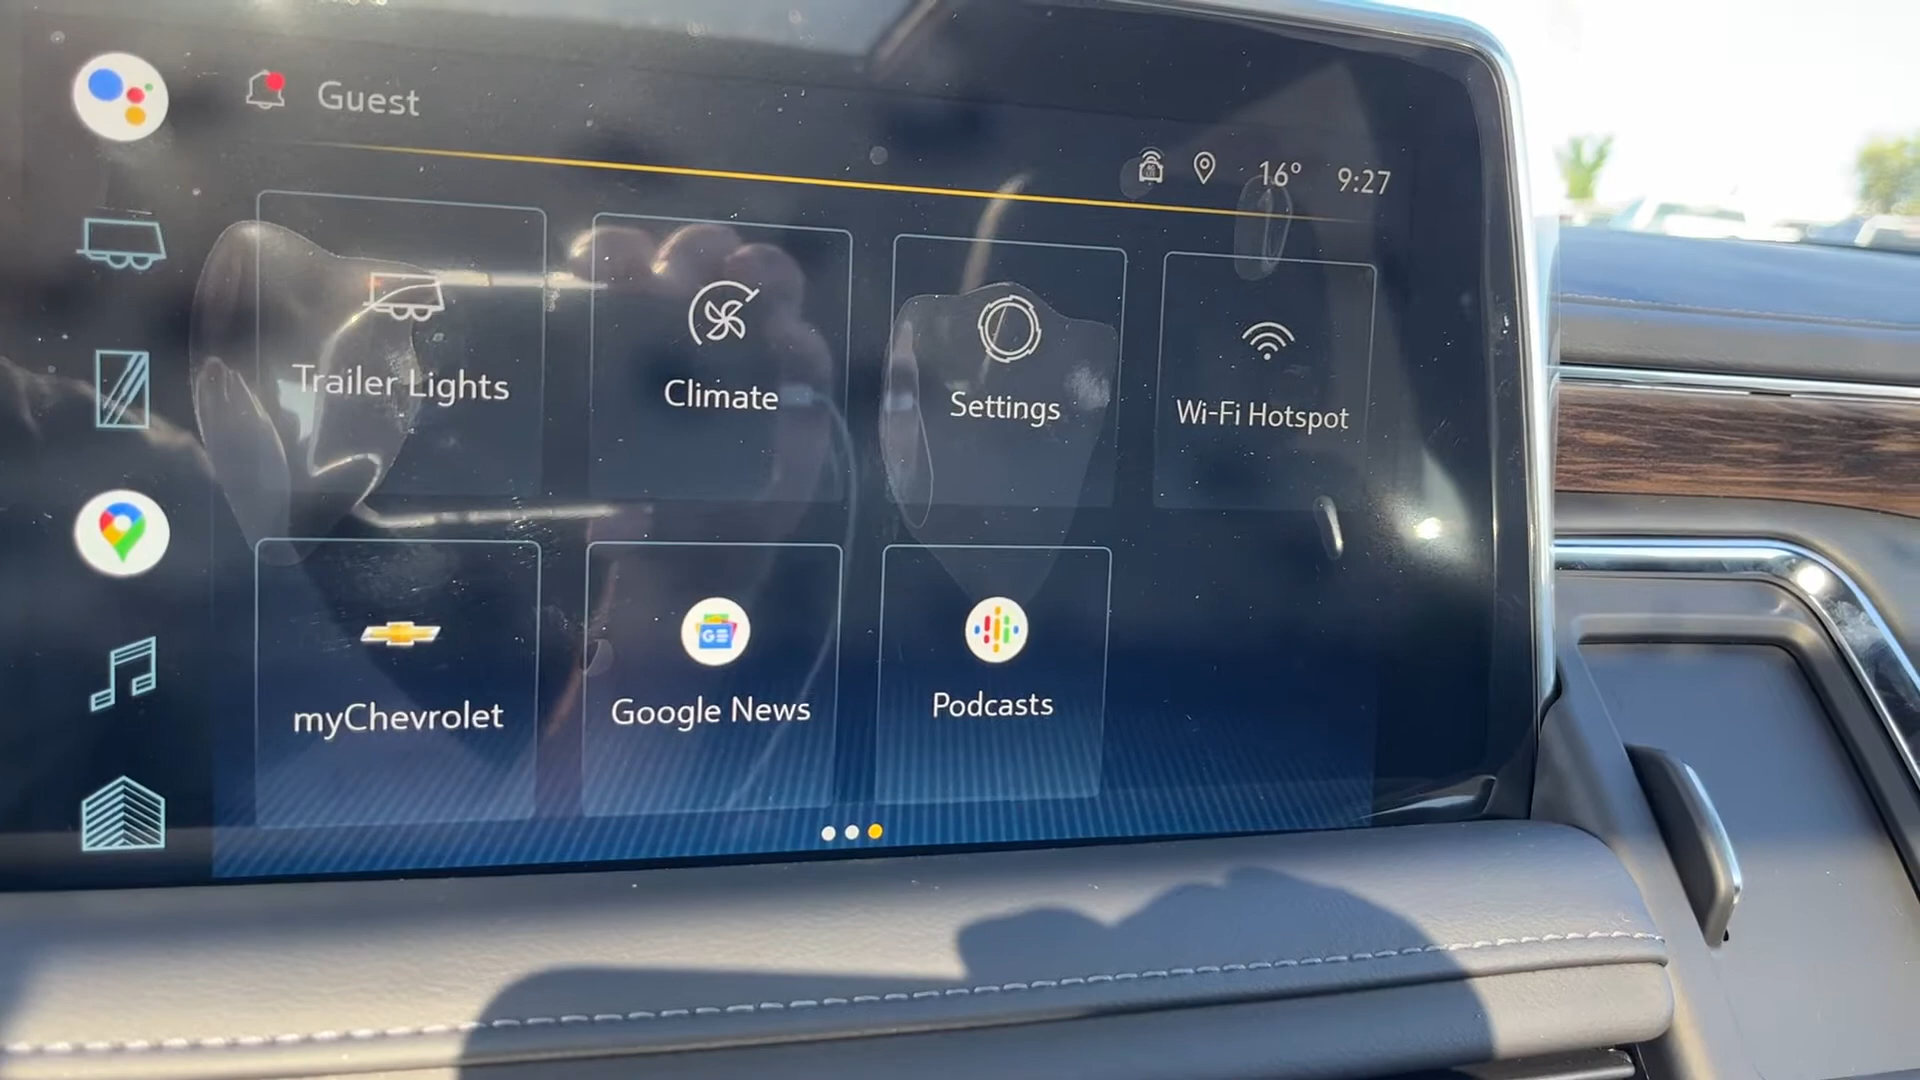 Guest
16° 9:27
Trailer Lights
Climate
Settings
Wi-Fi Hotspot
myChevrolet
Google News
Podcasts